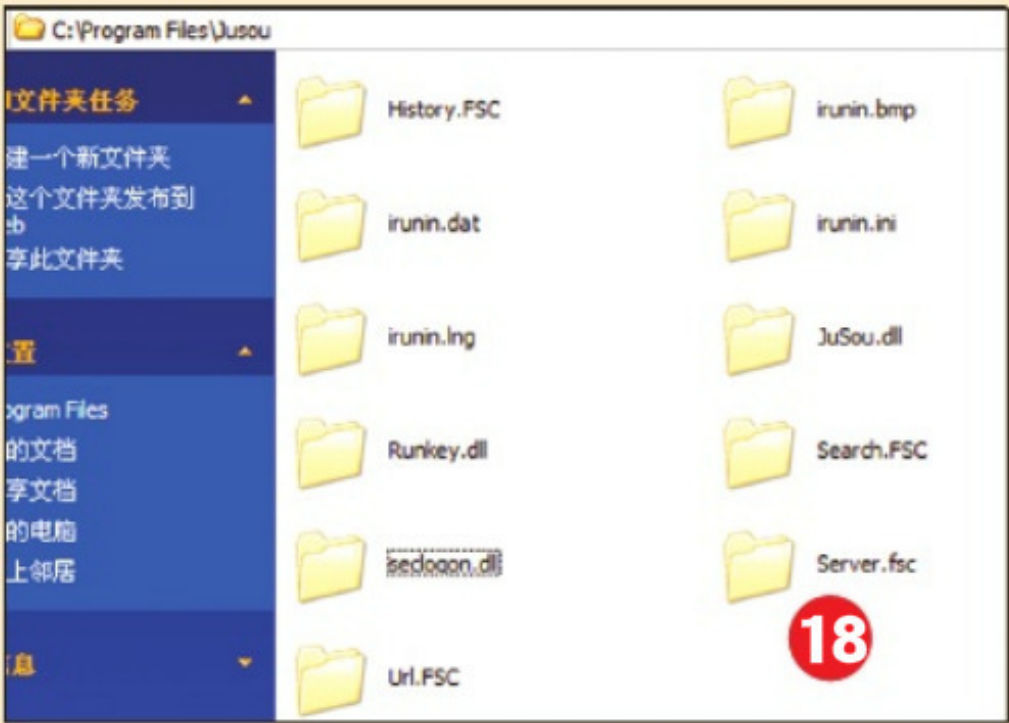 C:\Program Files\Jusou
文件夹任务
建一个新文件夹
这个文件夹发布到
eb
享此文件夹
置
ogram Files
的文档
享文档
的电脑
上邻居
息
History.FSC
irunin.bmp
irunin.dat
irunin.ini
irunin.lng
JuSou.dll
Runkey.dll
Search.FSC
seclogon.dll
Server.fsc
Url.FSC
18